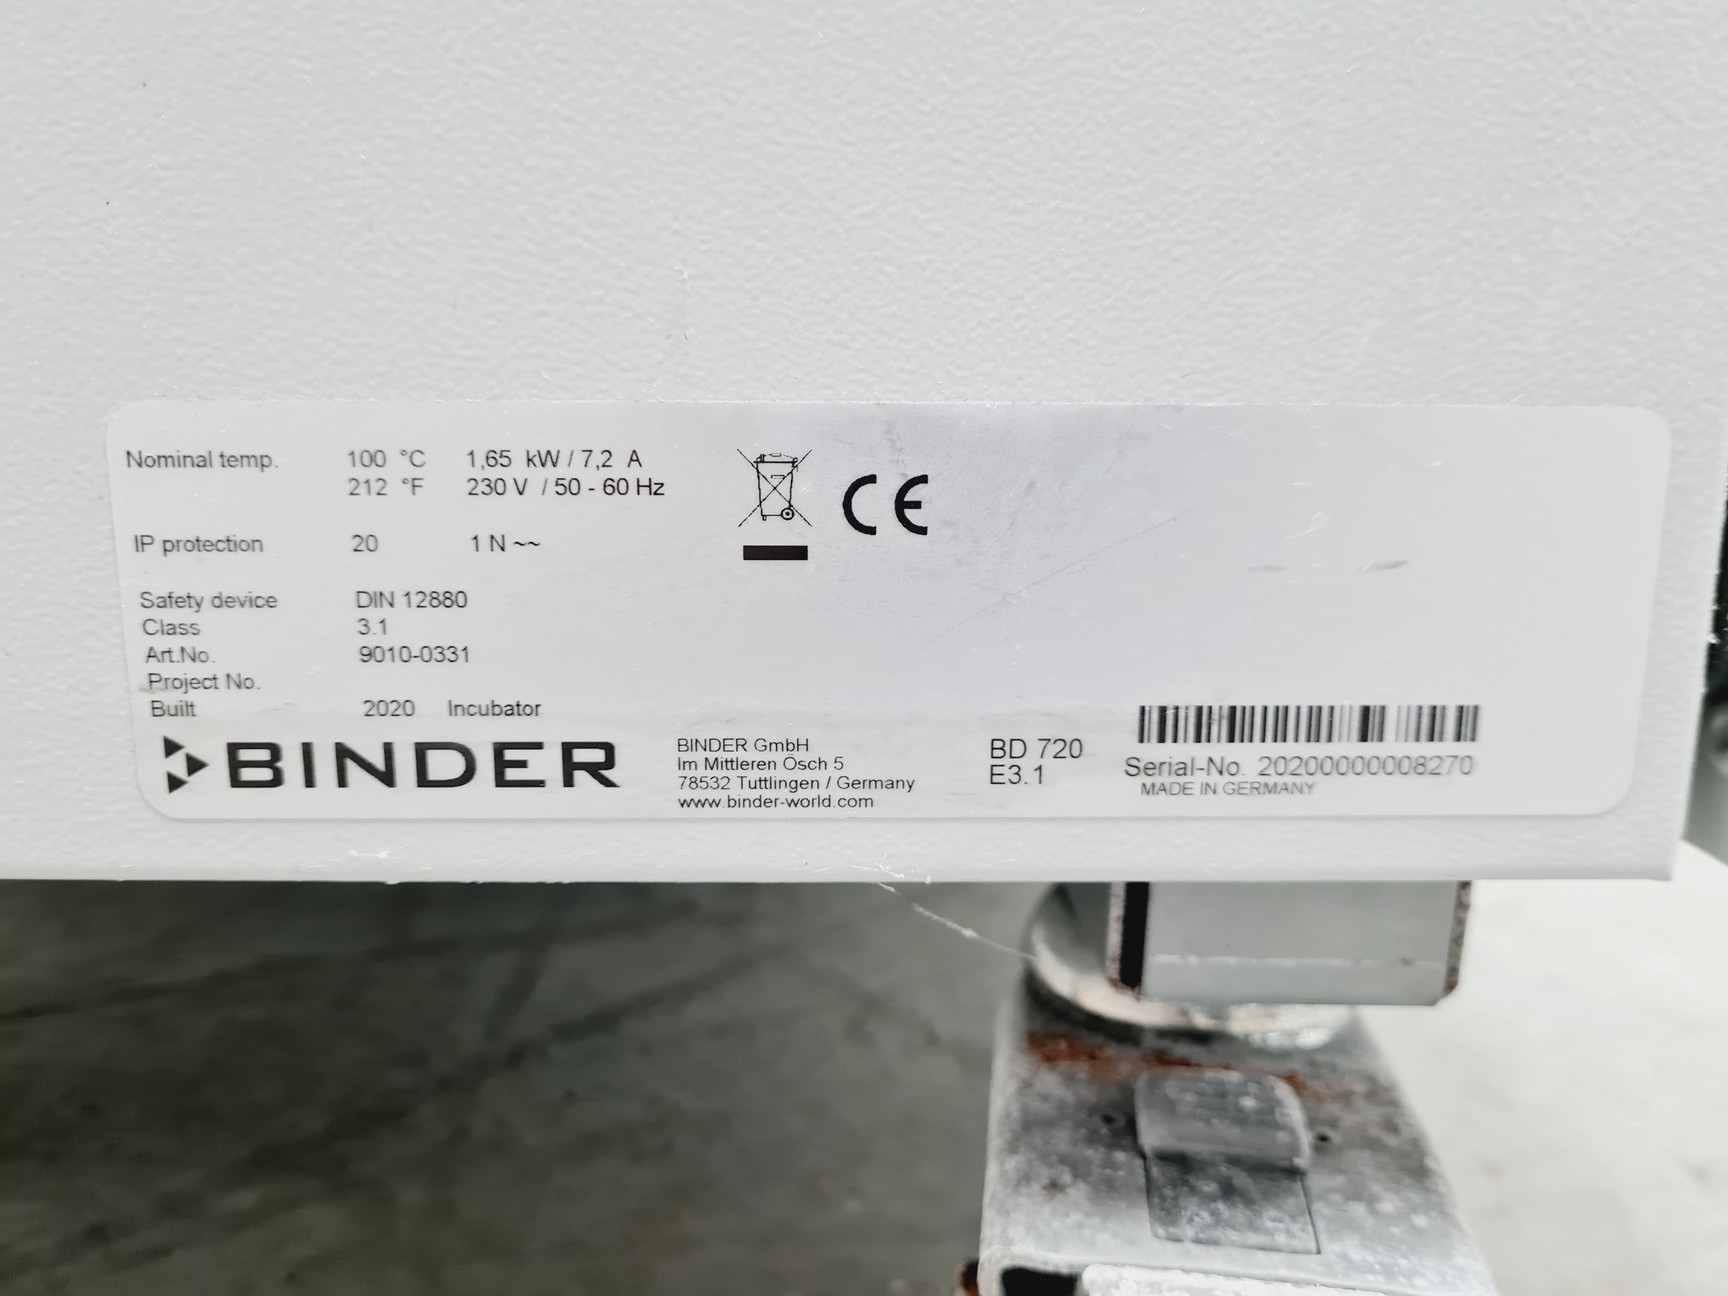 Nominal temp. 100 °C 1,65 kW / 7,2 A
212 °F 230 V / 50 - 60 Hz
IP protection 20 1 N ~~
Safety device DIN 12880
Class 3.1
Art.No. 9010-0331
Project No.
Built 2020 Incubator
BINDER
BINDER GmbH
Im Mittleren Ösch 5
78532 Tuttlingen / Germany
www.binder-world.com
BD 720
E3.1
Serial-No. 20200000008270
MADE IN GERMANY
CE